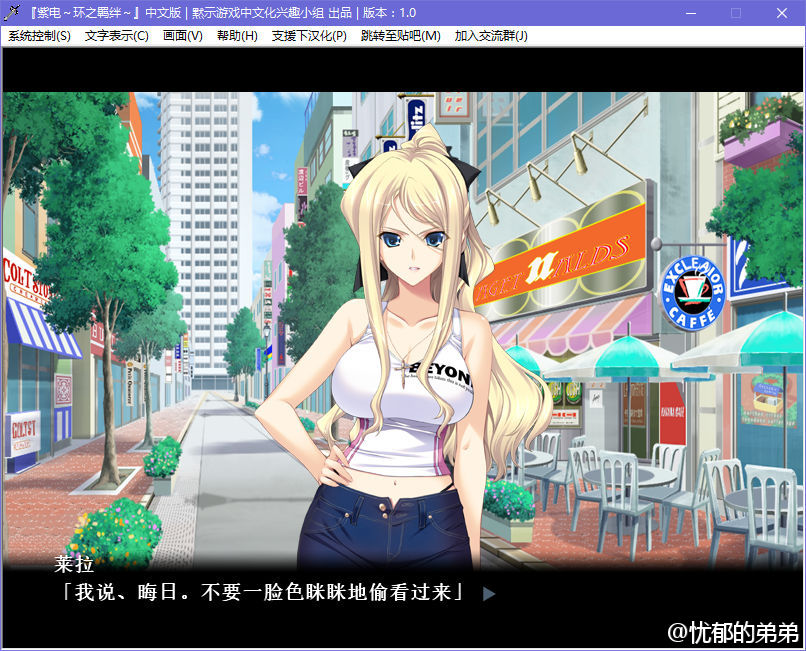 『紫电～环之羁绊～』中文版 | 默示游戏中文化兴趣小组 出品 | 版本：1.0
系统控制(S) 文字表示(C) 画面(V) 帮助(H) 支援下汉化(P) 跳转至贴吧(M) 加入交流群(J)
EXCLEMOR
CAFFE
BEYON
莱拉
「我说、晦日。不要一脸色眯眯地偷看过来」
@忧郁的弟弟